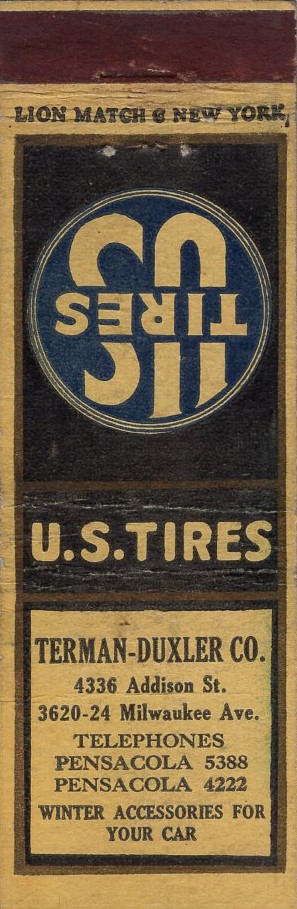 LION MATCH Co NEW YORK
US
TIRES
U.S. TIRES
TERMAN-DUXLER CO.
4336 Addison St.
3620-24 Milwaukee Ave.
TELEPHONES
PENSACOLA 5388
PENSACOLA 4222
WINTER ACCESSORIES FOR
YOUR CAR